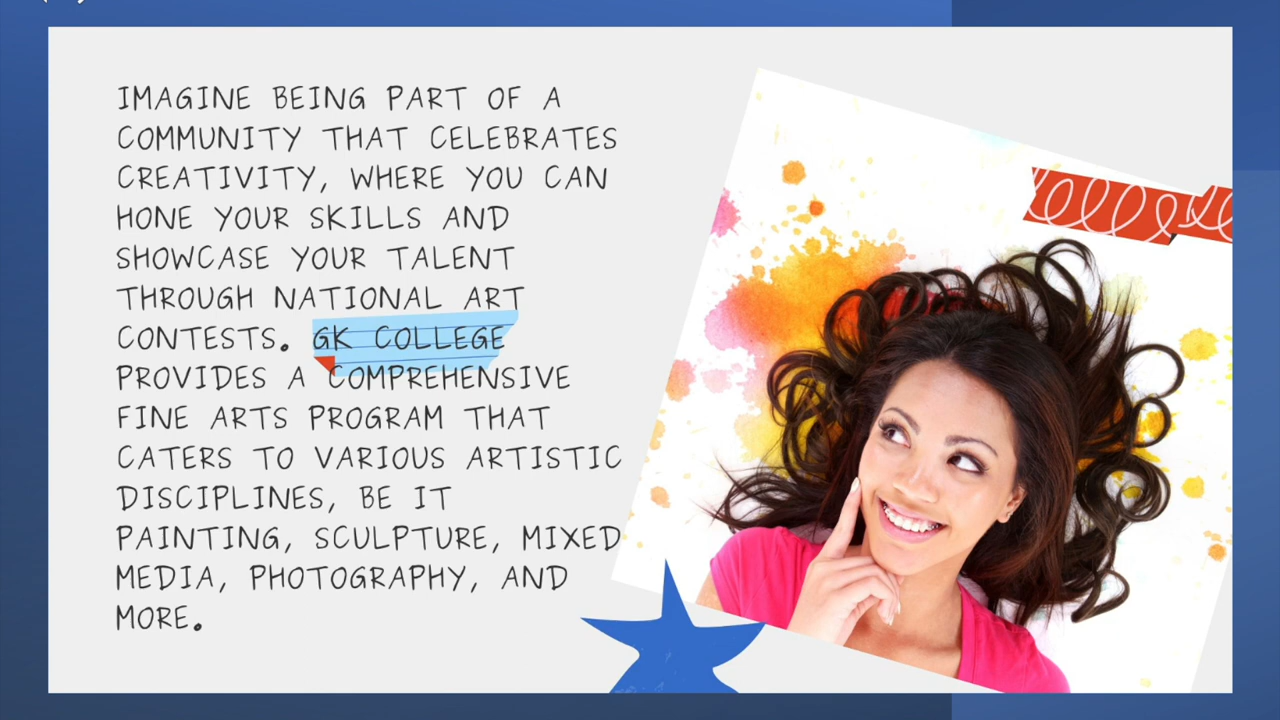 IMAGINE BEING PART OF A
COMMUNITY THAT CELEBRATES
CREATIVITY, WHERE YOU CAN
HONE YOUR SKILLS AND
SHOWCASE YOUR TALENT
THROUGH NATIONAL ART
CONTESTS. GK COLLEGE
PROVIDES A COMPREHENSIVE
FINE ARTS PROGRAM THAT
CATERS TO VARIOUS ARTISTIC
DISCIPLINES, BE IT
PAINTING, SCULPTURE, MIXED
MEDIA, PHOTOGRAPHY, AND
MORE.